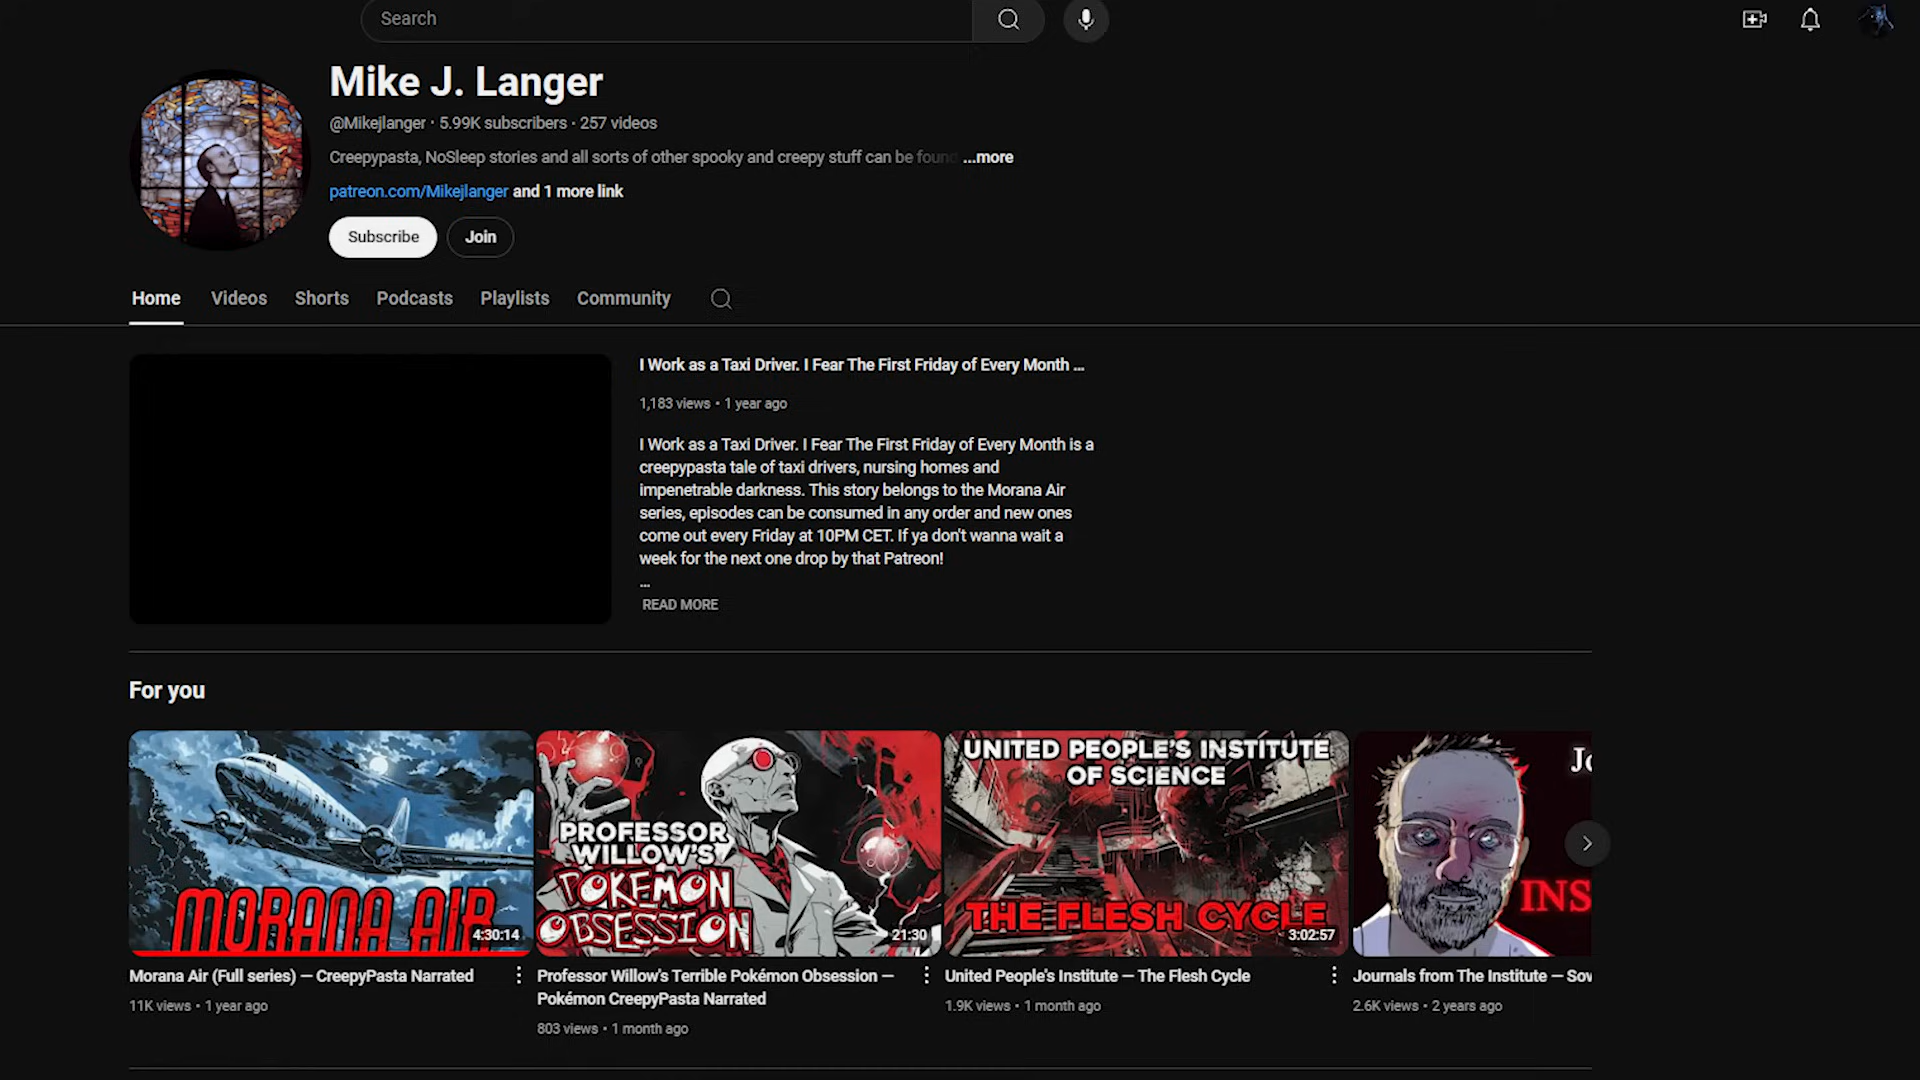 Search
Mike J. Langer
@Mikejlanger · 5.99K subscribers · 257 videos
Creepypasta, NoSleep stories and all sorts of other spooky and creepy stuff can be found ...more
patreon.com/Mikejlanger and 1 more link
Subscribe
Join
Home
Videos
Shorts
Podcasts
Playlists
Community
I Work as a Taxi Driver. I Fear The First Friday of Every Month ...
1,183 views • 1 year ago
I Work as a Taxi Driver. I Fear The First Friday of Every Month is a
creepypasta tale of taxi drivers, nursing homes and
impenetrable darkness. This story belongs to the Morana Air
series, episodes can be consumed in any order and new ones
come out every Friday at 10PM CET. If ya don't wanna wait a
week for the next one drop by that Patreon!
...
READ MORE
For you
MORANA AIR
4:30:14
PROFESSOR
WILLOW'S
POKEMON
OBSESSION
21:30
UNITED PEOPLE'S INSTITUTE
OF SCIENCE
THE FLESH CYCLE
3:02:57
Jo
INS
Morana Air (Full series) — CreepyPasta Narrated
11K views • 1 year ago
Professor Willow's Terrible Pokémon Obsession —
Pokémon CreepyPasta Narrated
803 views • 1 month ago
United People's Institute — The Flesh Cycle
1.9K views • 1 month ago
Journals from The Institute — Sov
2.6K views • 2 years ago